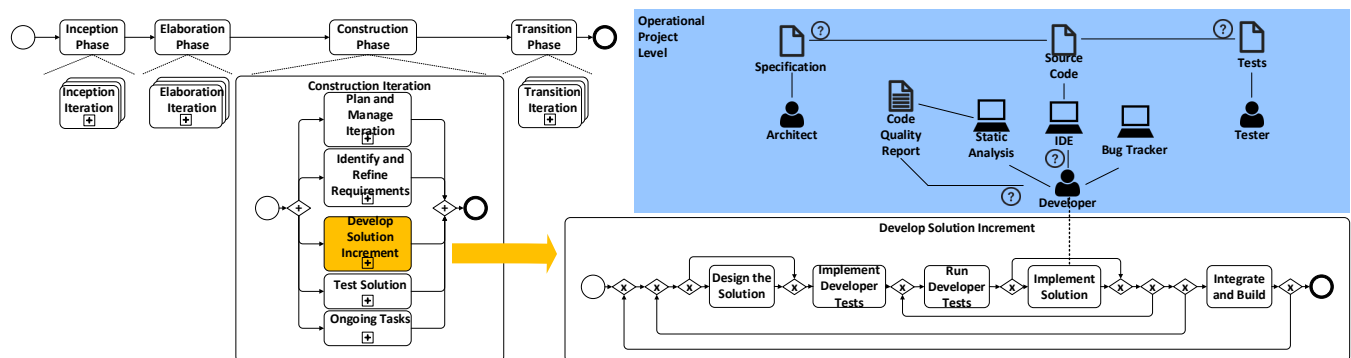 Inception
Phase
Elaboration
Phase
Construction
Phase
Transition
Phase
Inception
Iteration
Elaboration
Iteration
Transition
Iteration
Construction Iteration
Plan and
Manage
Iteration
Identify and
Refine
Requirements
Develop
Solution
Increment
Test Solution
Ongoing Tasks
Operational
Project
Level
?
?
Specification
Source
Code
Tests
Architect
Code
Quality
Report
Static
Analysis
IDE
Bug Tracker
Tester
?
?
Developer
Develop Solution Increment
Design the
Solution
Implement
Developer
Tests
Run
Developer
Tests
Implement
Solution
Integrate
and Build
X
X
X
X
X
X
X
X
X
X